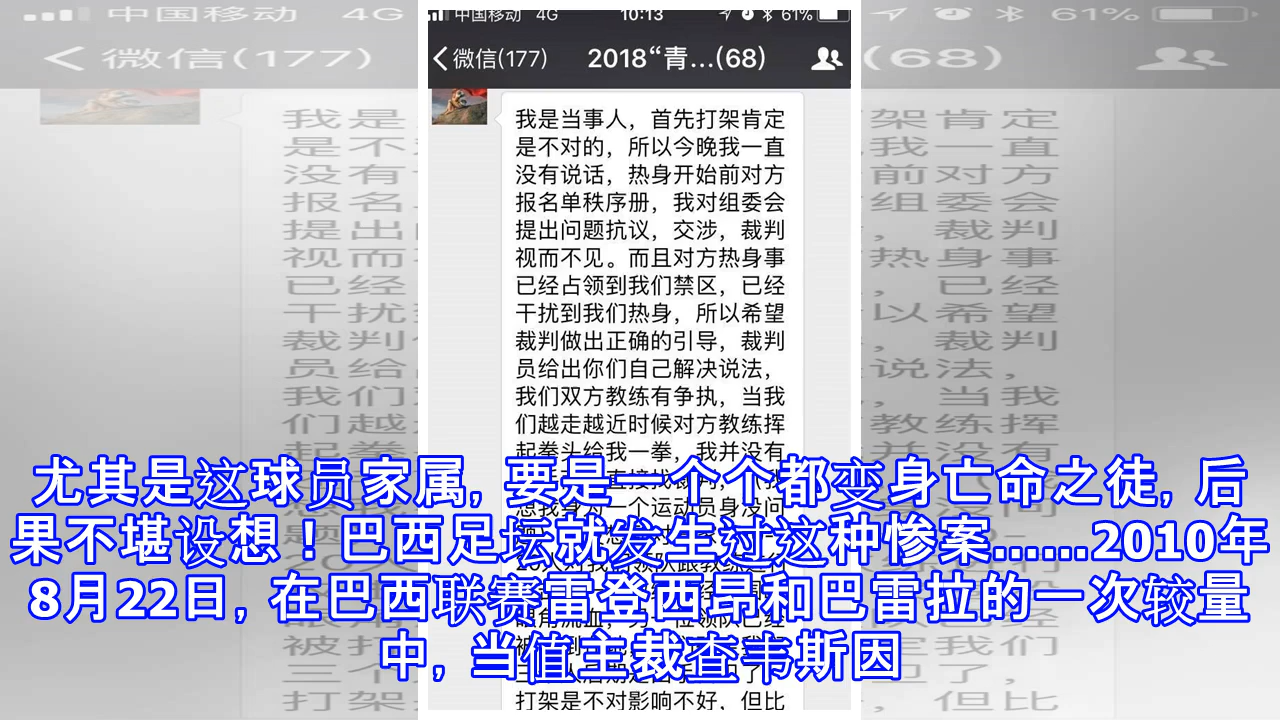 中国移动 4G 10:13 61%
微信(177) 2018“青…(68)
我是当事人，首先打架肯定
是不对的，所以今晚我一直
没有说话，热身开始前对方
报名单秩序册，我对组委会
提出问题抗议，交涉，裁判
视而不见。而且对方热身事
已经占领到我们禁区，已经
干扰到我们热身，所以希望
裁判做出正确的引导，裁判
员给出你们自己解决说法，
我们双方教练有争执，当我
们越走越近时候对方教练挥
起拳头给我一拳，我并没有
打架是不对影响不好，但比
尤其是这球员家属, 要是一个个都变身亡命之徒, 后
果不堪设想！巴西足坛就发生过这种惨案......2010年
8月22日, 在巴西联赛雷登西昂和巴雷拉的一次较量
中, 当值主裁查韦斯因